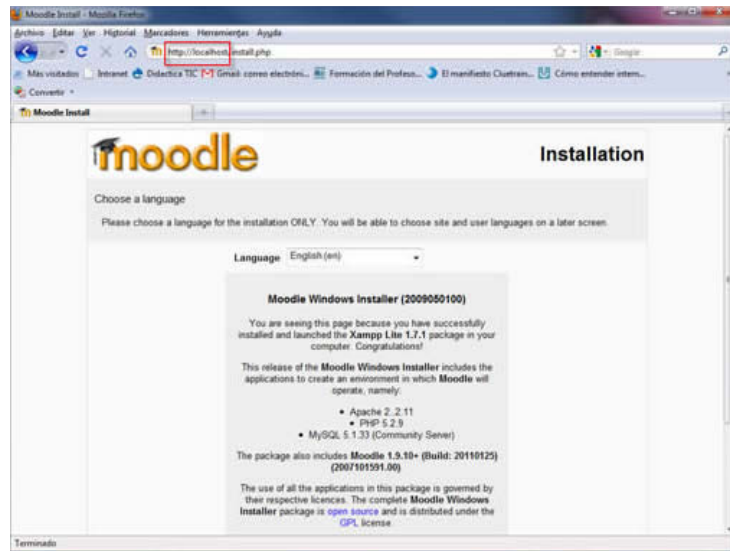 Moodle Install - Mozilla Firefox
Archivo Editar Ver Historial Marcadores Herramientas Ayuda
http://localhost/install.php
Google
Más visitados Intranet Didactica TIC Gmail: correo electróni... Formación del Profeso... El manifiesto Cluetrain... Cómo entender intern...
Convertir
Moodle Install
moodle
Installation
Choose a language
Please choose a language for the installation ONLY. You will be able to choose site and user languages on a later screen.
Language English (en)
Moodle Windows Installer (2009050100)
You are seeing this page because you have successfully
installed and launched the Xampp Lite 1.7.1 package in your
computer. Congratulations!
This release of the Moodle Windows Installer includes the
applications to create an environment in which Moodle will
operate, namely:
• Apache 2..2.11
• PHP 5.2.9
• MySQL 5.1.33 (Community Server)
The package also includes Moodle 1.9.10+ (Build: 20110125)
(2007101591.00)
The use of all the applications in this package is governed by
their respective licences. The complete Moodle Windows
Installer package is open source and is distributed under the
GPL license.
Terminado